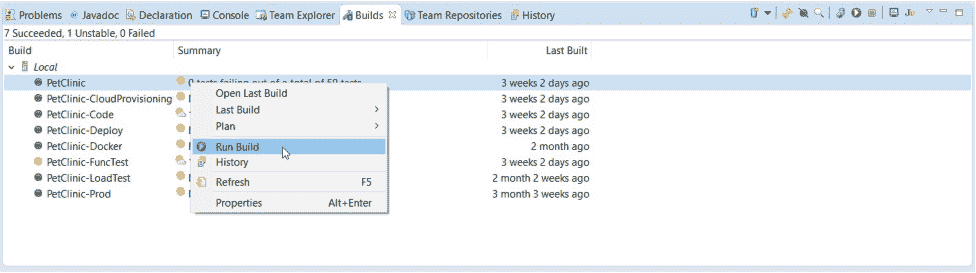 Problems Javadoc Declaration Console Team Explorer Builds Team Repositories History
7 Succeeded, 1 Unstable, 0 Failed
Build Summary Last Built
Local
PetClinic 0 tests failing out of a total of 59 tests 3 weeks 2 days ago
PetClinic-CloudProvisioning 3 weeks 2 days ago
PetClinic-Code 3 weeks 2 days ago
PetClinic-Deploy 3 weeks 2 days ago
PetClinic-Docker 2 month ago
PetClinic-FuncTest 3 weeks 2 days ago
PetClinic-LoadTest 2 month 2 weeks ago
PetClinic-Prod 3 month 3 weeks ago
Open Last Build
Last Build
Plan
Run Build
History
Refresh F5
Properties Alt+Enter